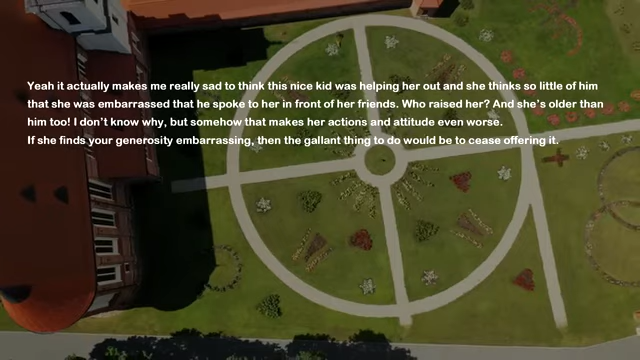 Yeah it actually makes me really sad to think this nice kid was helping her out and she thinks so little of him
that she was embarrassed that he spoke to her in front of her friends. Who raised her? And she's older than
him too! I don't know why, but somehow that makes her actions and attitude even worse.
If she finds your generosity embarrassing, then the gallant thing to do would be to cease offering it.